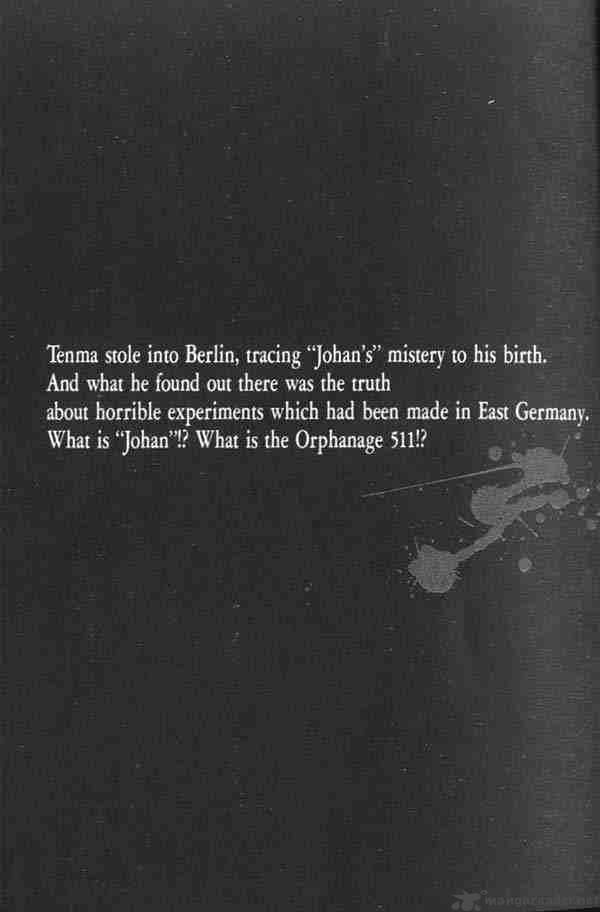 Tenma stole into Berlin, tracing “Johan’s” mistery to his birth.
And what he found out there was the truth
about horrible experiments which had been made in East Germany.
What is “Johan”!? What is the Orphanage 511!?
mangareader.net